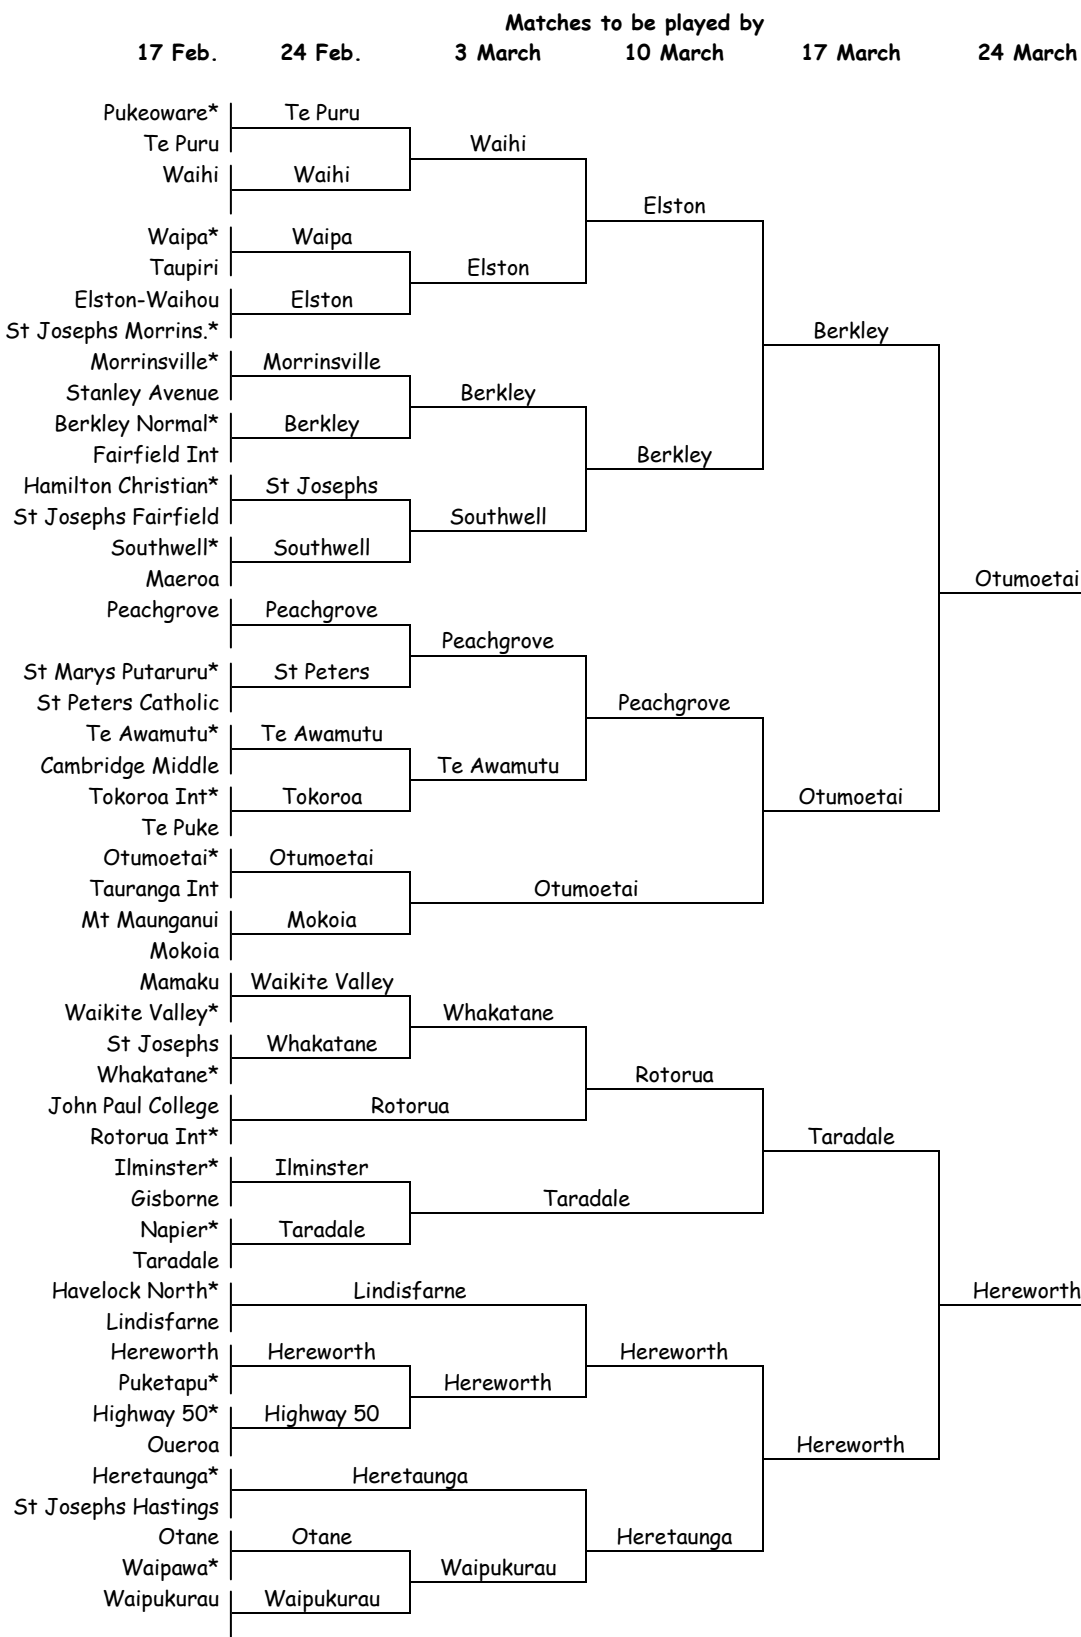 Matches to be played by
17 Feb. 24 Feb. 3 March 10 March 17 March 24 March
Pukeoware* Te Puru
Te Puru Waihi
Waihi Waihi
Elston
Waipa* Waipa
Taupiri Elston
Elston-Waihou Elston
St Josephs Morrins.* Berkley
Morrinsville* Morrinsville
Stanley Avenue Berkley
Berkley Normal* Berkley
Fairfield Int Berkley
Hamilton Christian* St Josephs
St Josephs Fairfield Southwell
Southwell* Southwell
Maeroa Otumoetai
Peachgrove Peachgrove
Peachgrove
St Marys Putaruru* St Peters
St Peters Catholic Peachgrove
Te Awamutu* Te Awamutu
Cambridge Middle Te Awamutu
Tokoroa Int* Tokoroa Otumoetai
Te Puke
Otumoetai* Otumoetai
Tauranga Int Otumoetai
Mt Maunganui Mokoia
Mokoia
Mamaku Waikite Valley
Waikite Valley* Whakatane
St Josephs Whakatane
Whakatane* Rotorua
John Paul College Rotorua
Rotorua Int* Taradale
Ilminster* Ilminster
Gisborne Taradale
Napier* Taradale
Taradale
Havelock North* Lindisfarne Hereworth
Lindisfarne
Hereworth Hereworth Hereworth
Puketapu* Hereworth
Highway 50* Highway 50
Oueroa Hereworth
Heretaunga* Heretaunga
St Josephs Hastings
Otane Otane Heretaunga
Waipawa* Waipukurau
Waipukurau Waipukurau